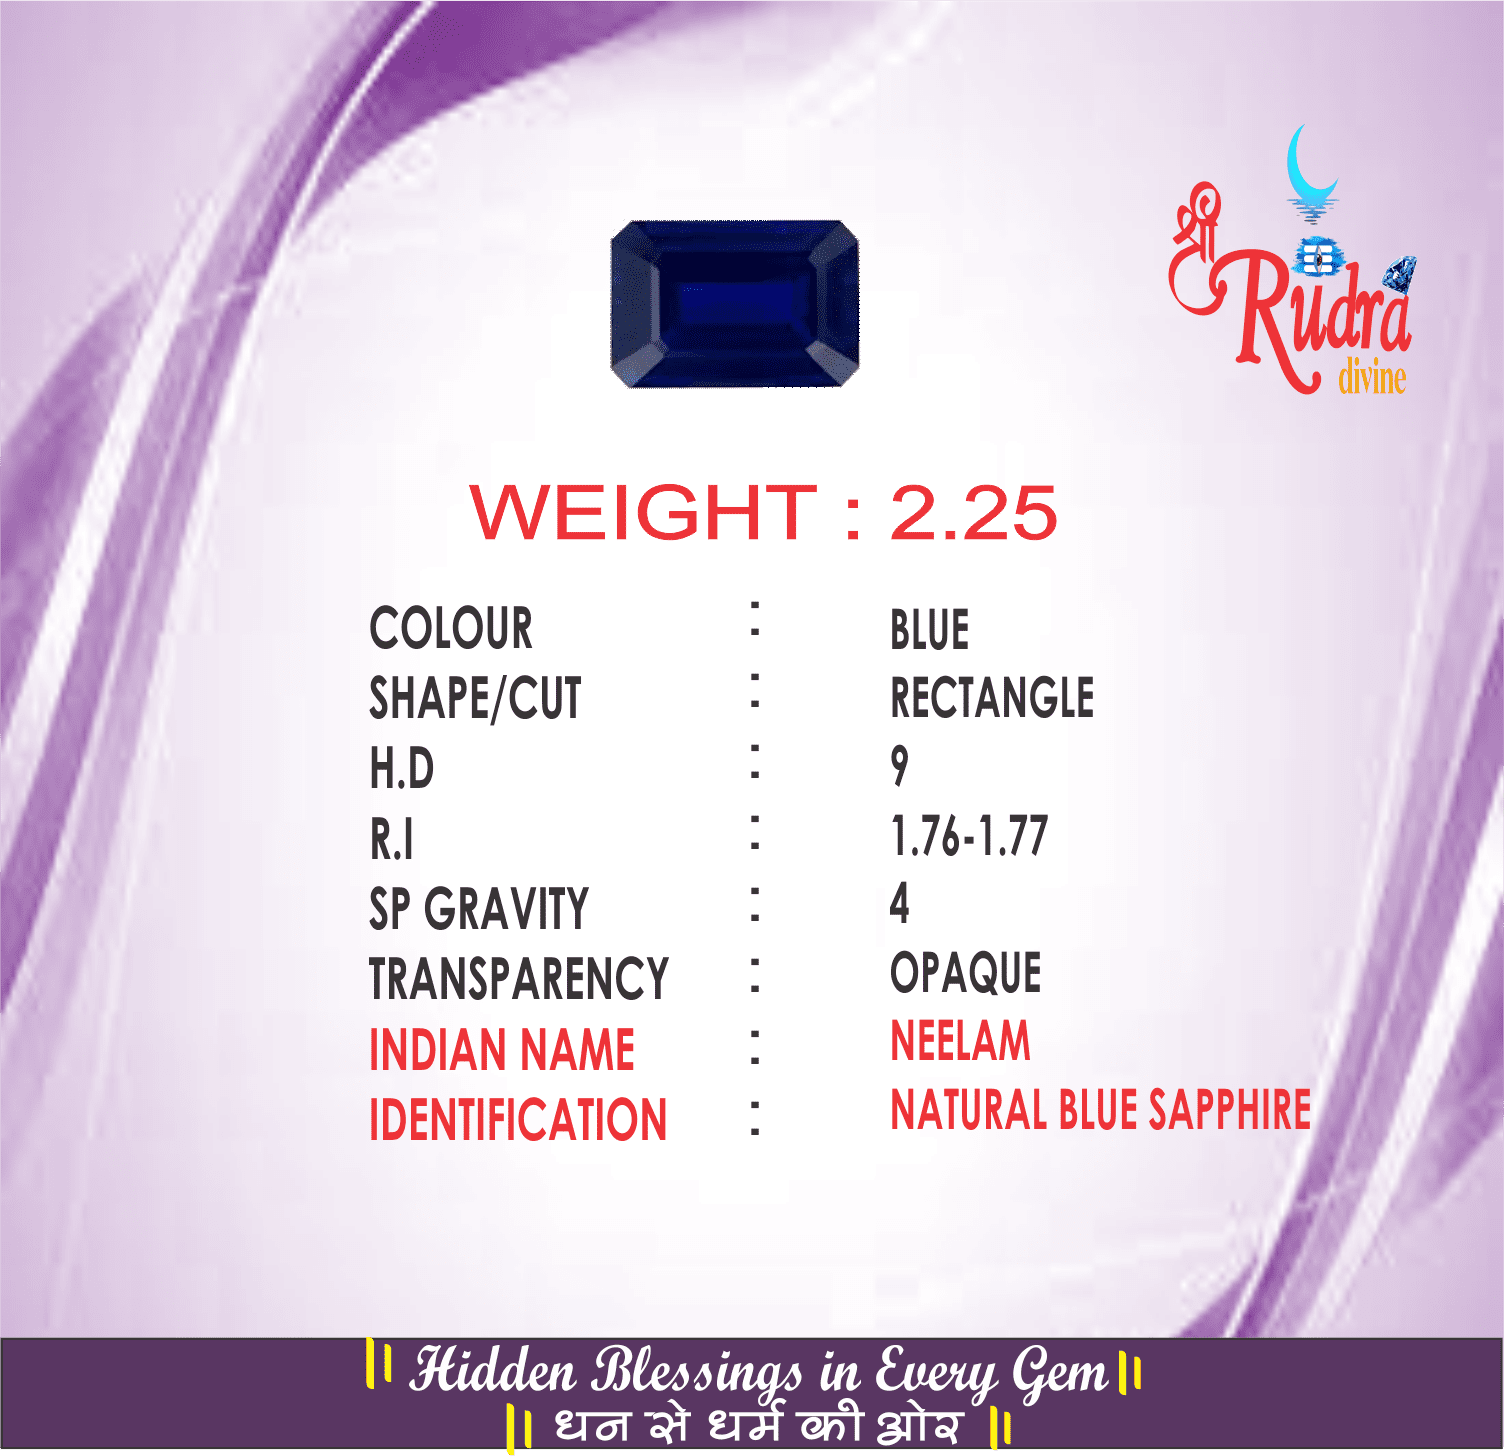 श्री
Rudra
divine
WEIGHT : 2.25
COLOUR : BLUE
SHAPE/CUT : RECTANGLE
H.D : 9
R.I : 1.76-1.77
SP GRAVITY : 4
TRANSPARENCY : OPAQUE
INDIAN NAME : NEELAM
IDENTIFICATION : NATURAL BLUE SAPPHIRE
|| Hidden Blessings in Every Gem ||
|| धन से धर्म की ओर ||